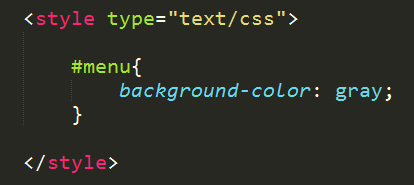 <style type="text/css">
#menu{
background-color: gray;
}
</style>